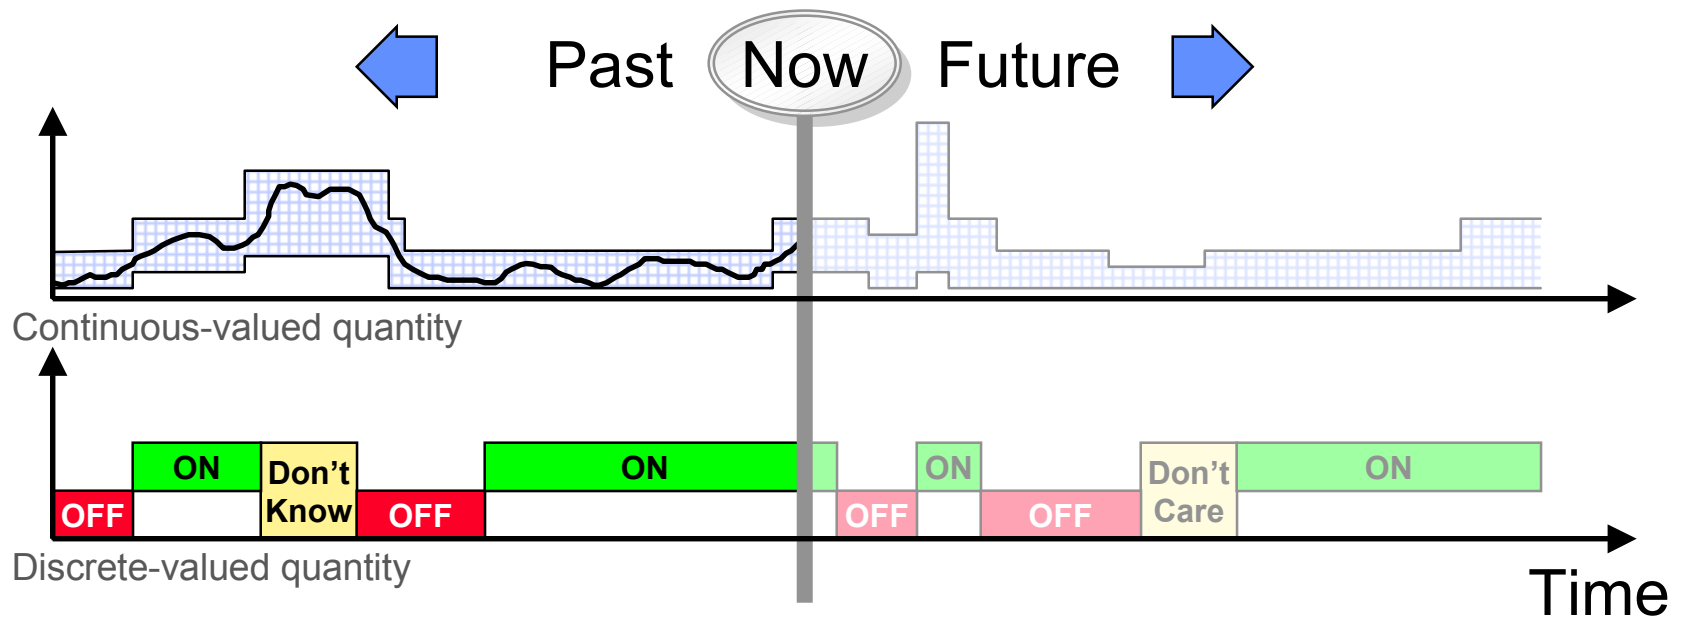 Past Now Future
Continuous-valued quantity
ON Don't ON ON Don't ON
OFF Know OFF OFF OFF Care
Discrete-valued quantity
Time